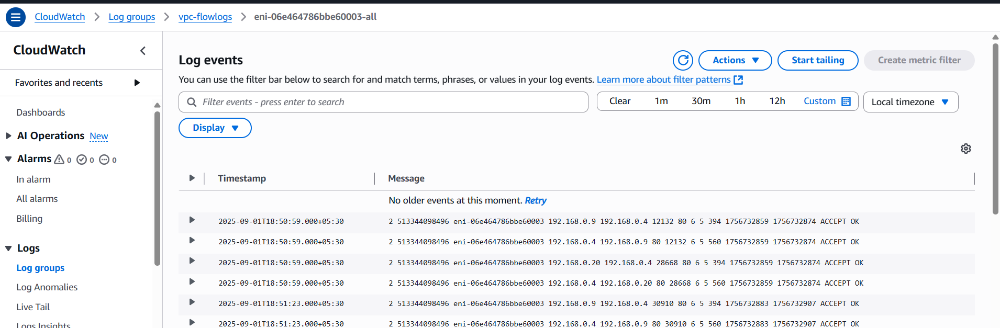 CloudWatch > Log groups > vpc-flowlogs > eni-06e464786bbe60003-all
CloudWatch
Favorites and recents
Dashboards
AI Operations New
Alarms 0 0 0
In alarm
All alarms
Billing
Logs
Log groups
Log Anomalies
Live Tail
Logs Insights
Log events
Actions
Start tailing
Create metric filter
You can use the filter bar below to search for and match terms, phrases, or values in your log events. Learn more about filter patterns
Filter events - press enter to search
Clear 1m 30m 1h 12h Custom
Local timezone
Display
Timestamp Message
No older events at this moment. Retry
2025-09-01T18:50:59.000+05:30 2 513344098496 eni-06e464786bbe60003 192.168.0.9 192.168.0.4 12132 80 6 5 394 1756732859 1756732874 ACCEPT OK
2025-09-01T18:50:59.000+05:30 2 513344098496 eni-06e464786bbe60003 192.168.0.4 192.168.0.9 80 12132 6 5 560 1756732859 1756732874 ACCEPT OK
2025-09-01T18:50:59.000+05:30 2 513344098496 eni-06e464786bbe60003 192.168.0.20 192.168.0.4 28668 80 6 5 394 1756732859 1756732874 ACCEPT OK
2025-09-01T18:50:59.000+05:30 2 513344098496 eni-06e464786bbe60003 192.168.0.4 192.168.0.20 80 28668 6 5 560 1756732859 1756732874 ACCEPT OK
2025-09-01T18:51:23.000+05:30 2 513344098496 eni-06e464786bbe60003 192.168.0.9 192.168.0.4 30910 80 6 5 394 1756732883 1756732907 ACCEPT OK
2025-09-01T18:51:23.000+05:30 2 513344098496 eni-06e464786bbe60003 192.168.0.4 192.168.0.9 80 30910 6 5 560 1756732883 1756732907 ACCEPT OK